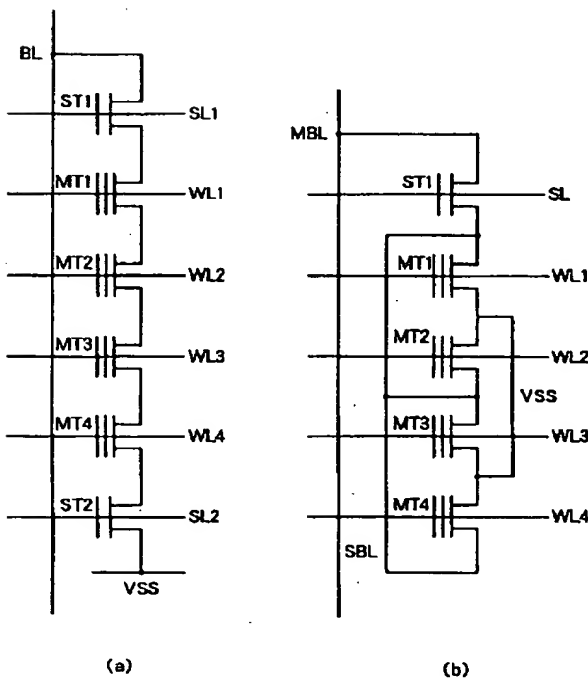 BL
ST1
SL1
MT1
WL1
MT2
WL2
MT3
WL3
MT4
WL4
ST2
SL2
VSS
(a)
MBL
ST1
SL
MT1
WL1
MT2
WL2
VSS
MT3
WL3
MT4
WL4
SBL
(b)